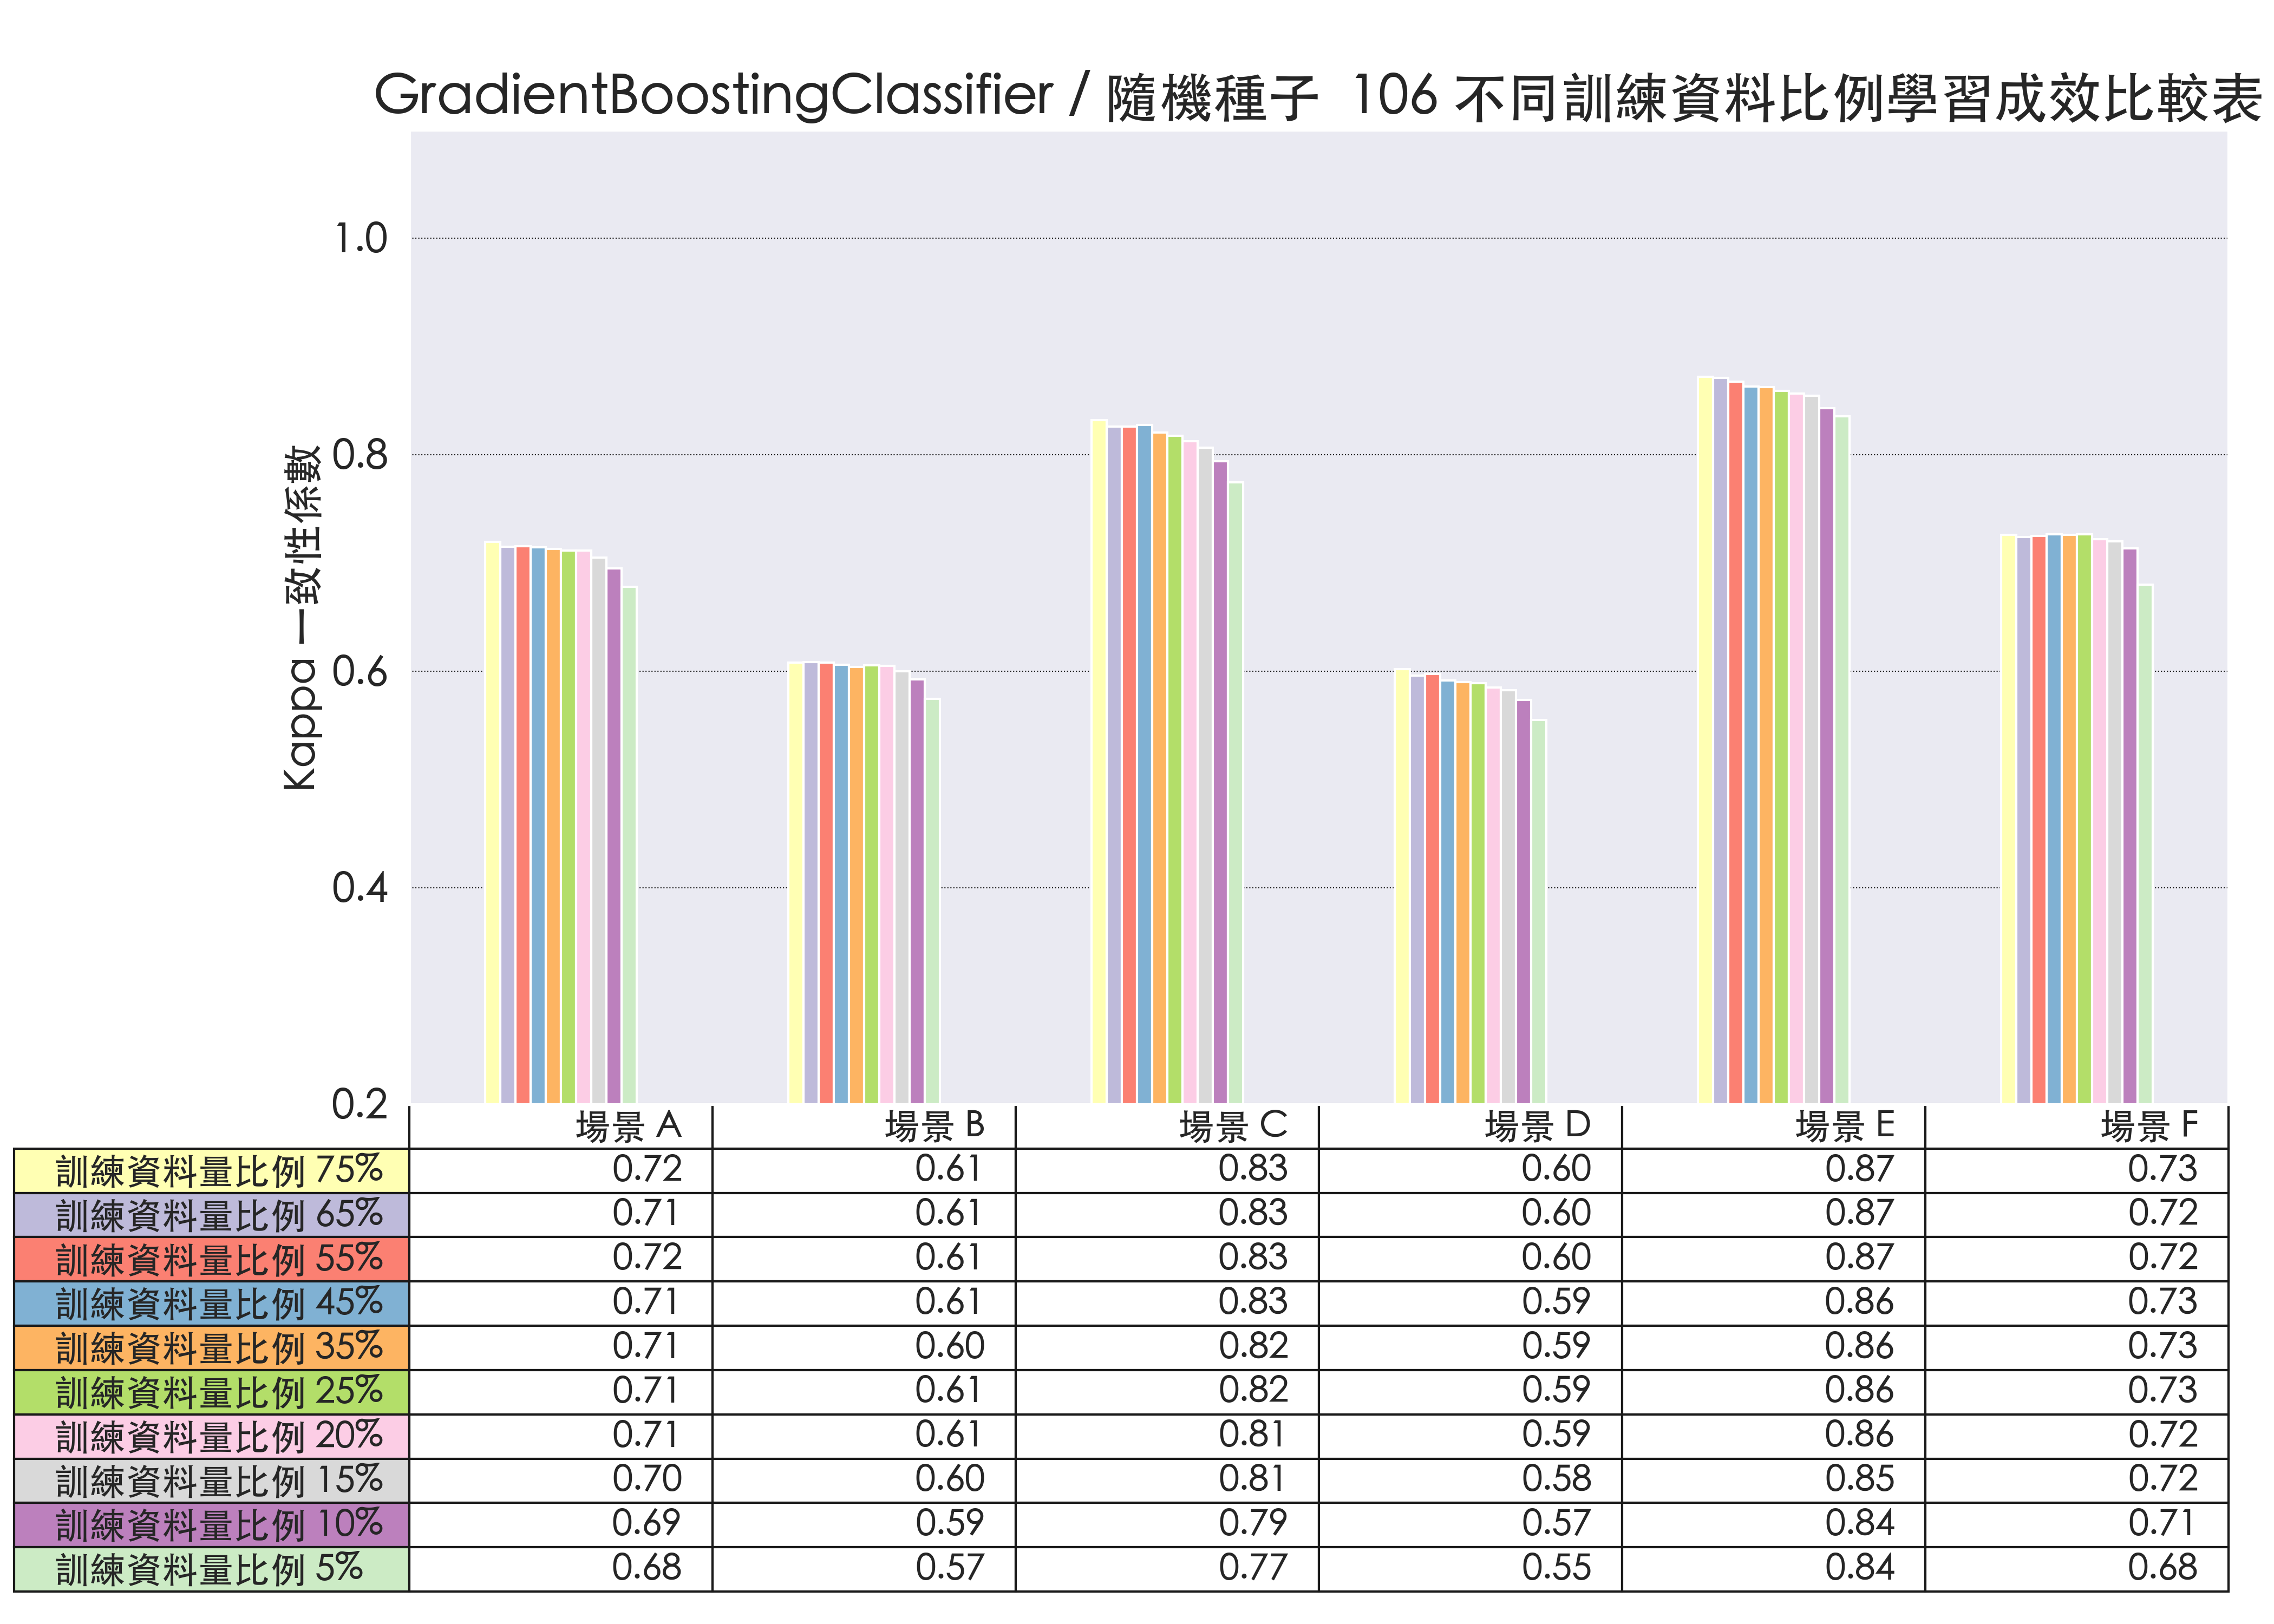 GradientBoostingClassifier / 隨機種子 106 不同訓練資料比例學習成效比較表
Kappa 一致性係數
1.0
0.8
0.6
0.4
0.2
場景 A 場景 B 場景 C 場景 D 場景 E 場景 F
訓練資料量比例 75% 0.72 0.61 0.83 0.60 0.87 0.73
訓練資料量比例 65% 0.71 0.61 0.83 0.60 0.87 0.72
訓練資料量比例 55% 0.72 0.61 0.83 0.60 0.87 0.72
訓練資料量比例 45% 0.71 0.61 0.83 0.59 0.86 0.73
訓練資料量比例 35% 0.71 0.60 0.82 0.59 0.86 0.73
訓練資料量比例 25% 0.71 0.61 0.82 0.59 0.86 0.73
訓練資料量比例 20% 0.71 0.61 0.81 0.59 0.86 0.72
訓練資料量比例 15% 0.70 0.60 0.81 0.58 0.85 0.72
訓練資料量比例 10% 0.69 0.59 0.79 0.57 0.84 0.71
訓練資料量比例 5% 0.68 0.57 0.77 0.55 0.84 0.68